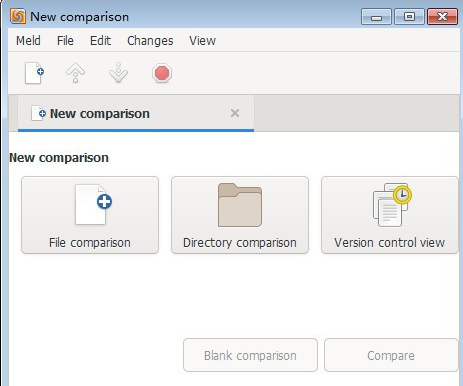 New comparison
Meld File Edit Changes View
New comparison
New comparison
File comparison Directory comparison Version control view
Blank comparison Compare